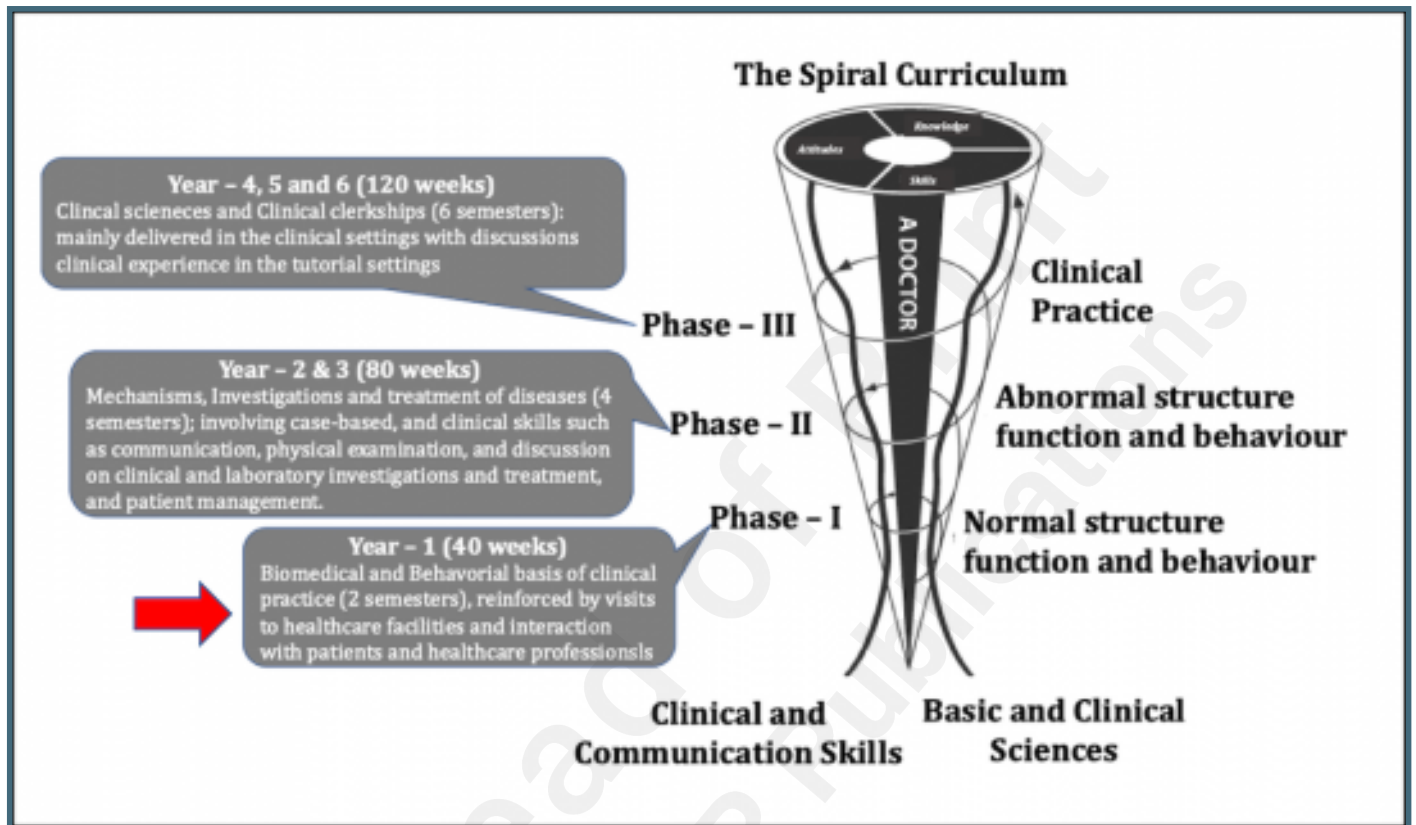 The Spiral Curriculum
Knowledge
Attitudes
Skills
A DOCTOR
Year – 4, 5 and 6 (120 weeks)
Clincal scieneces and Clinical clerkships (6 semesters):
mainly delivered in the clinical settings with discussions
clinical experience in the tutorial settings
Phase – III
Clinical
Practice
Year – 2 & 3 (80 weeks)
Mechanisms, Investigations and treatment of diseases (4
semesters); involving case-based, and clinical skills such
as communication, physical examination, and discussion
on clinical and laboratory investigations and treatment,
and patient management.
Phase – II
Abnormal structure
function and behaviour
Year – 1 (40 weeks)
Biomedical and Behavorial basis of clinical
practice (2 semesters), reinforced by visits
to healthcare facilities and interaction
with patients and healthcare professionsls
Phase – I
Normal structure
function and behaviour
Clinical and
Communication Skills
Basic and Clinical
Sciences
ead of Print
Publications